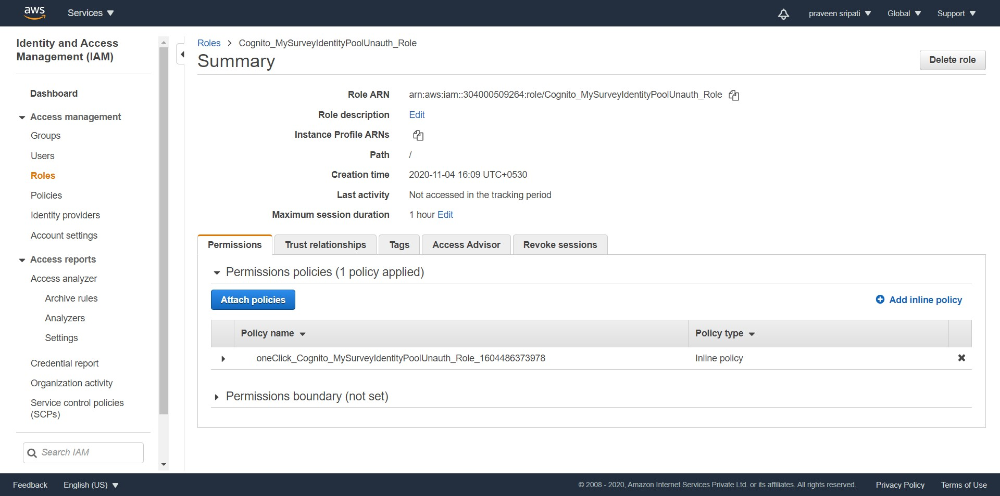 aws Services praveen sripati Global Support
Identity and Access
Management (IAM)
Dashboard
Access management
Groups
Users
Roles
Policies
Identity providers
Account settings
Access reports
Access analyzer
Archive rules
Analyzers
Settings
Credential report
Organization activity
Service control policies
(SCPs)
Search IAM
Roles > Cognito_MySurveyIdentityPoolUnauth_Role
Summary
Delete role
Role ARN arn:aws:iam::304000509264:role/Cognito_MySurveyIdentityPoolUnauth_Role
Role description Edit
Instance Profile ARNs
Path /
Creation time 2020-11-04 16:09 UTC+0530
Last activity Not accessed in the tracking period
Maximum session duration 1 hour Edit
Permissions Trust relationships Tags Access Advisor Revoke sessions
Permissions policies (1 policy applied)
Attach policies Add inline policy
Policy name Policy type
oneClick_Cognito_MySurveyIdentityPoolUnauth_Role_1604486373978 Inline policy
Permissions boundary (not set)
Feedback English (US) © 2008 - 2020, Amazon Internet Services Private Ltd. or its affiliates. All rights reserved. Privacy Policy Terms of Use